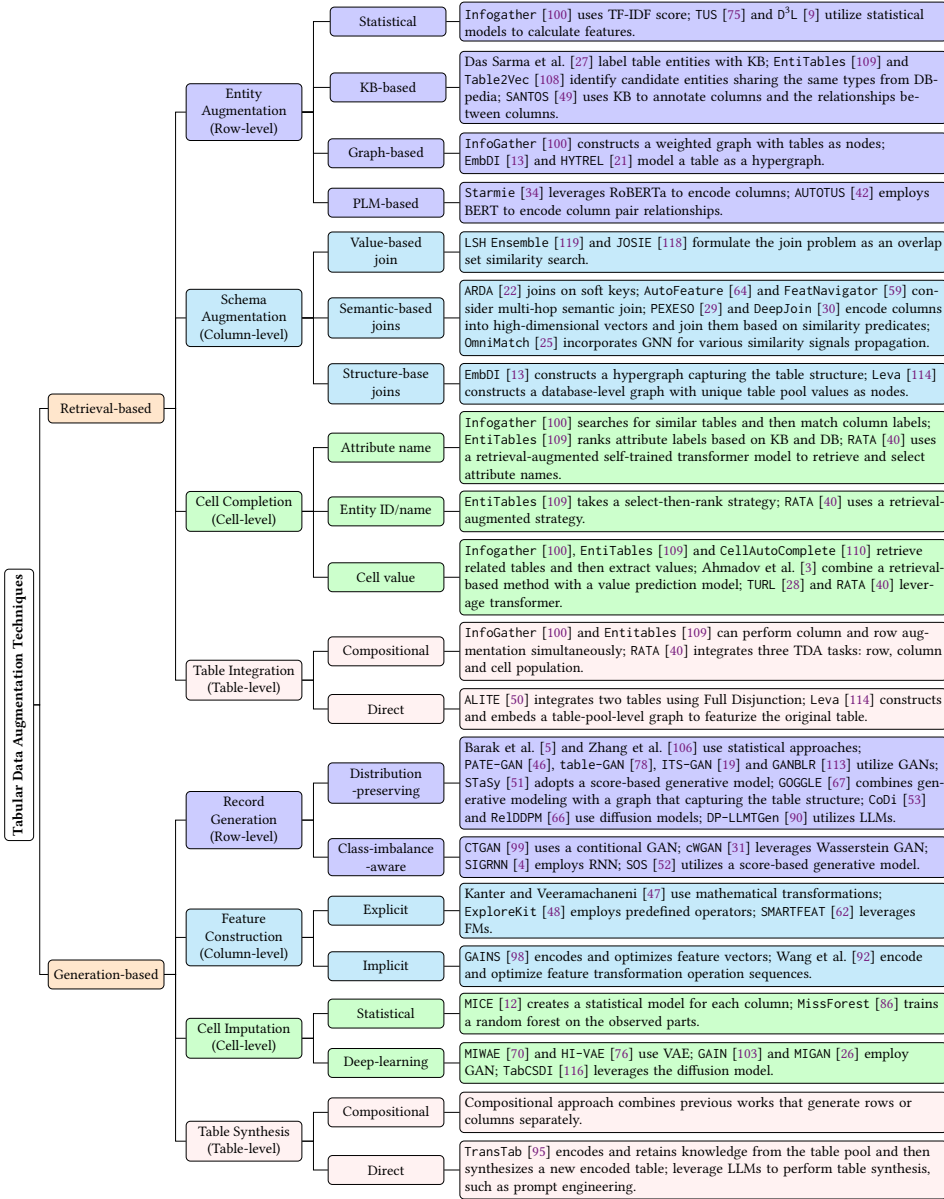 Tabular Data Augmentation Techniques
Retrieval-based
Entity
Augmentation
(Row-level)
Statistical
Infogather [100] uses TF-IDF score; TUS [75] and D³L [9] utilize statistical
models to calculate features.
KB-based
Das Sarma et al. [27] label table entities with KB; EntiTables [109] and
Table2Vec [108] identify candidate entities sharing the same types from DB-
pedia; SANTOS [49] uses KB to annotate columns and the relationships be-
tween columns.
Graph-based
InfoGather [100] constructs a weighted graph with tables as nodes;
EmbDI [13] and HYTREL [21] model a table as a hypergraph.
PLM-based
Starmie [34] leverages RoBERTa to encode columns; AUTOTUS [42] employs
BERT to encode column pair relationships.
Schema
Augmentation
(Column-level)
Value-based
join
LSH Ensemble [119] and JOSIE [118] formulate the join problem as an overlap
set similarity search.
Semantic-based
joins
ARDA [22] joins on soft keys; AutoFeature [64] and FeatNavigator [59] con-
sider multi-hop semantic join; PEXESO [29] and DeepJoin [30] encode columns
into high-dimensional vectors and join them based on similarity predicates;
OmniMatch [25] incorporates GNN for various similarity signals propagation.
Structure-base
joins
EmbDI [13] constructs a hypergraph capturing the table structure; Leva [114]
constructs a database-level graph with unique table pool values as nodes.
Cell Completion
(Cell-level)
Attribute name
Infogather [100] searches for similar tables and then match column labels;
EntiTables [109] ranks attribute labels based on KB and DB; RATA [40] uses
a retrieval-augmented self-trained transformer model to retrieve and select
attribute names.
Entity ID/name
EntiTables [109] takes a select-then-rank strategy; RATA [40] uses a retrieval-
augmented strategy.
Cell value
Infogather [100], EntiTables [109] and CellAutoComplete [110] retrieve
related tables and then extract values; Ahmadov et al. [3] combine a retrieval-
based method with a value prediction model; TURL [28] and RATA [40] lever-
age transformer.
Table Integration
(Table-level)
Compositional
InfoGather [100] and Entitables [109] can perform column and row aug-
mentation simultaneously; RATA [40] integrates three TDA tasks: row, column
and cell population.
Direct
ALITE [50] integrates two tables using Full Disjunction; Leva [114] constructs
and embeds a table-pool-level graph to featurize the original table.
Generation-based
Record
Generation
(Row-level)
Distribution
-preserving
Barak et al. [5] and Zhang et al. [106] use statistical approaches;
PATE-GAN [46], table-GAN [78], ITS-GAN [19] and GANBLR [113] utilize GANs;
STaSy [51] adopts a score-based generative model; GOGGLE [67] combines gen-
erative modeling with a graph that capturing the table structure; CoDi [53]
and RelDDPM [66] use diffusion models; DP-LLMTGen [90] utilizes LLMs.
Class-imbalance
-aware
CTGAN [99] uses a contitional GAN; cWGAN [31] leverages Wasserstein GAN;
SIGRNN [4] employs RNN; SOS [52] utilizes a score-based generative model.
Feature
Construction
(Column-level)
Explicit
Kanter and Veeramachaneni [47] use mathematical transformations;
ExploreKit [48] employs predefined operators; SMARTFEAT [62] leverages
FMs.
Implicit
GAINS [98] encodes and optimizes feature vectors; Wang et al. [92] encode
and optimize feature transformation operation sequences.
Cell Imputation
(Cell-level)
Statistical
MICE [12] creates a statistical model for each column; MissForest [86] trains
a random forest on the observed parts.
Deep-learning
MIWAE [70] and HI-VAE [76] use VAE; GAIN [103] and MIGAN [26] employ
GAN; TabCSDI [116] leverages the diffusion model.
Table Synthesis
(Table-level)
Compositional
Compositional approach combines previous works that generate rows or
columns separately.
Direct
TransTab [95] encodes and retains knowledge from the table pool and then
synthesizes a new encoded table; leverage LLMs to perform table synthesis,
such as prompt engineering.